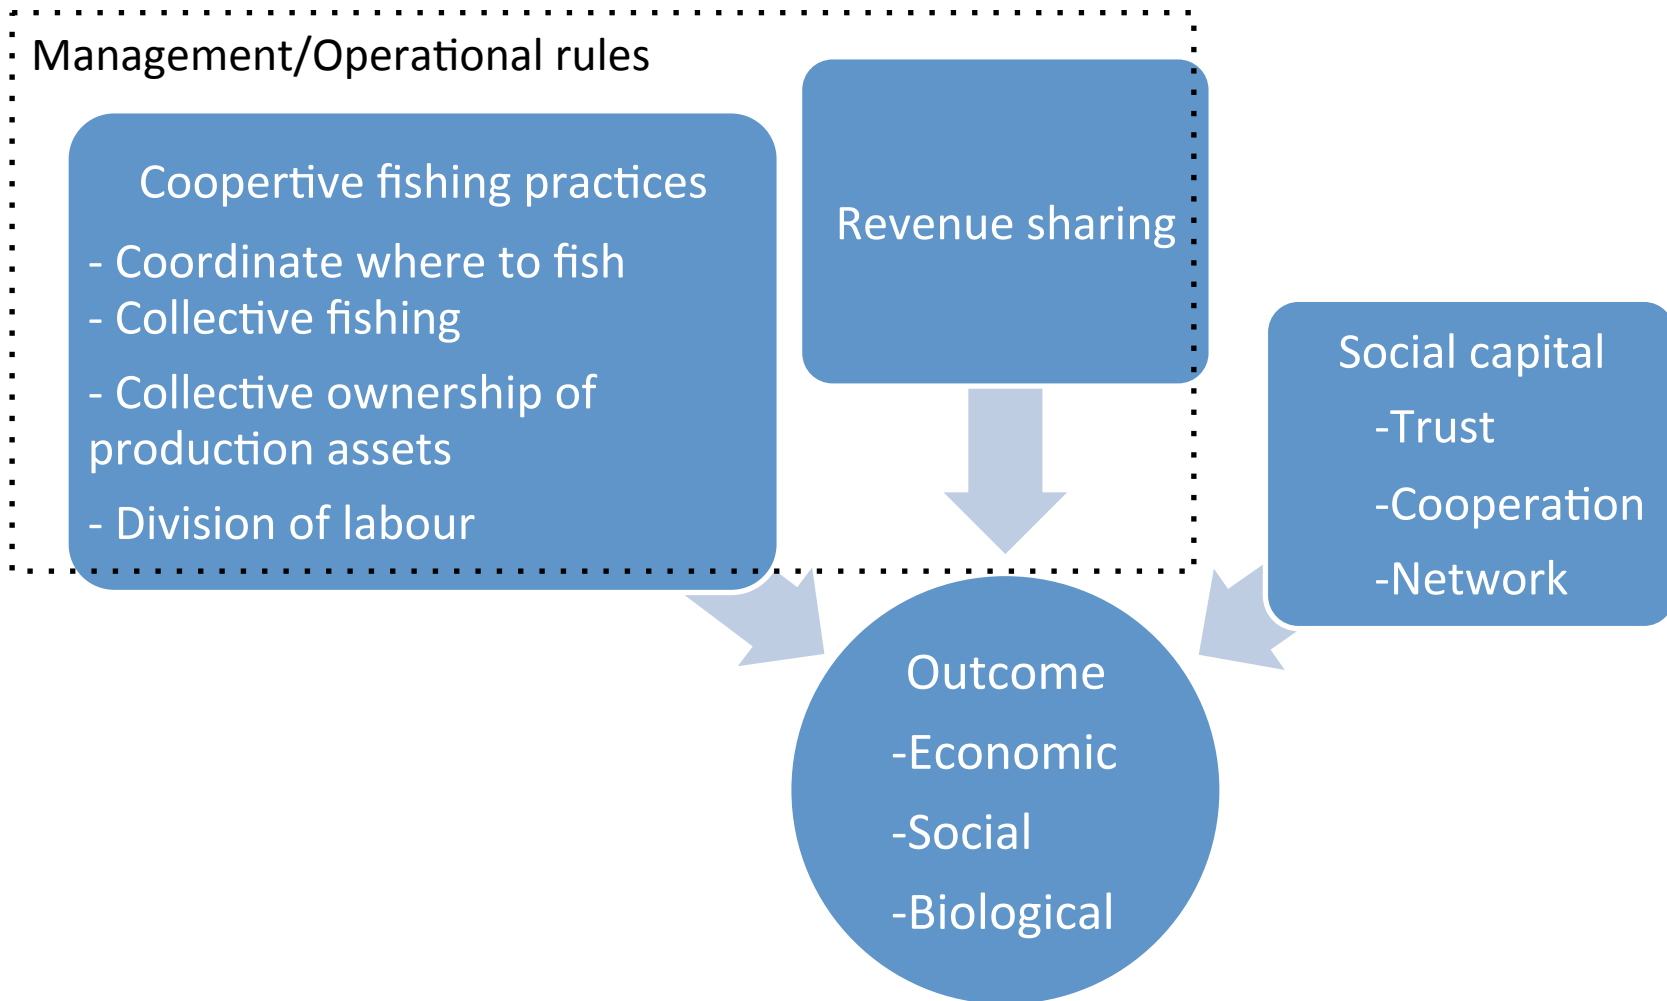 Management/Operational rules
Coopertive fishing practices
- Coordinate where to fish
- Collective fishing
- Collective ownership of
production assets
- Division of labour
Revenue sharing
Social capital
-Trust
-Cooperation
-Network
Outcome
-Economic
-Social
-Biological